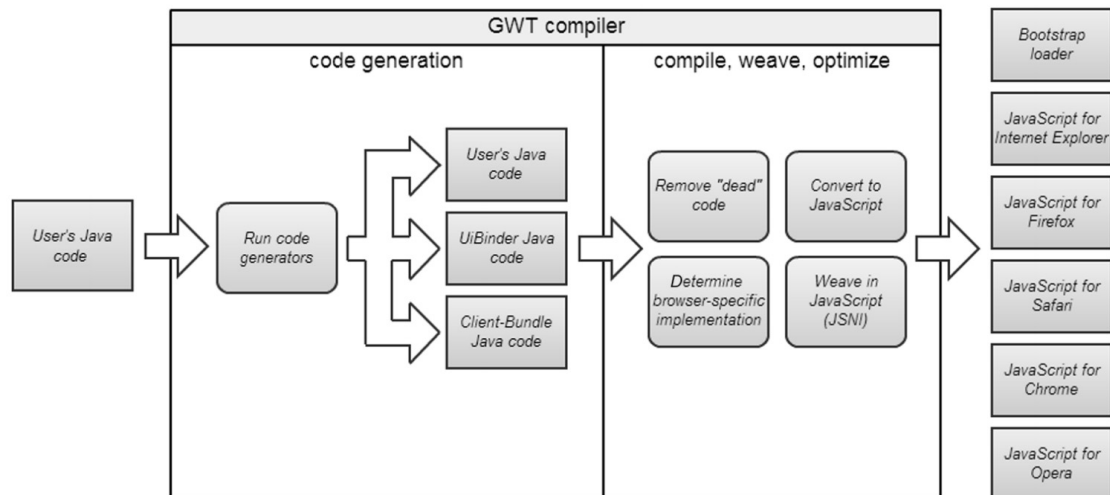 GWT compiler
code generation
compile, weave, optimize
User's Java
code
Run code
generators
User's Java
code
UiBinder Java
code
Client-Bundle
Java code
Remove "dead"
code
Convert to
JavaScript
Determine
browser-specific
implementation
Weave in
JavaScript
(JSNI)
Bootstrap
loader
JavaScript for
Internet Explorer
JavaScript for
Firefox
JavaScript for
Safari
JavaScript for
Chrome
JavaScript for
Opera